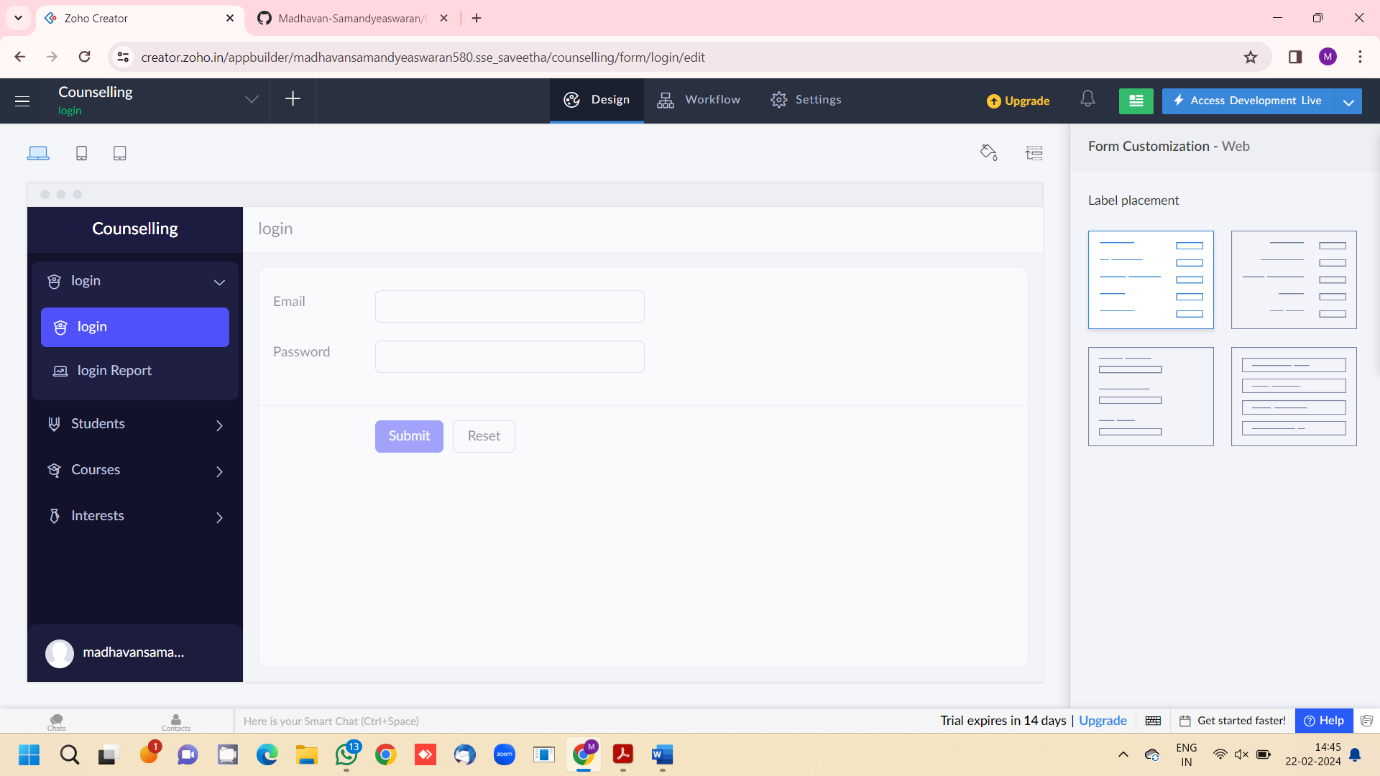 Zoho Creator
Madhavan-Samandyeaswaran/
creator.zoho.in/appbuilder/madhavansamandyeaswaran580.sse_saveetha/counselling/form/login/edit
M
Counselling
login
Design
Workflow
Settings
Upgrade
Access Development Live
Form Customization - Web
Label placement
Counselling
login
login
login
login Report
Students
Courses
Interests
madhavansama...
Email
Password
Submit
Reset
Chats
Contacts
Here is your Smart Chat (Ctrl+Space)
Trial expires in 14 days | Upgrade
Get started faster!
Help
1
13
zoom
M
ENG
IN
14:45
22-02-2024